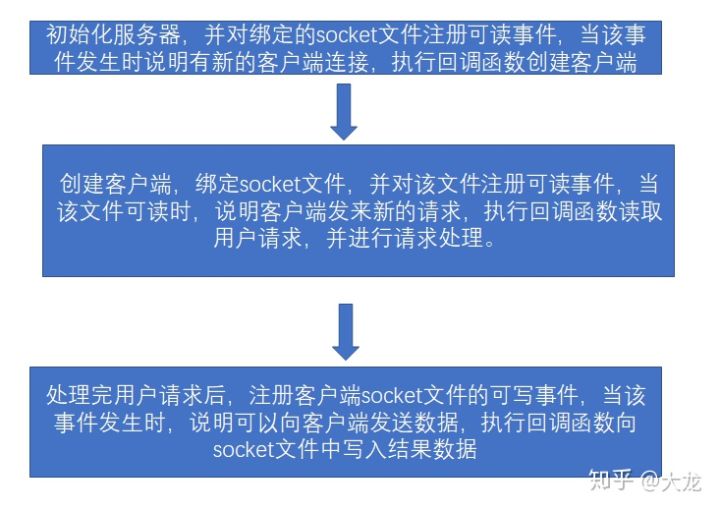 初始化服务器，并对绑定的socket文件注册可读事件，当该事
件发生时说明有新的客户端连接，执行回调函数创建客户端
创建客户端，绑定socket文件，并对该文件注册可读事件，当
该文件可读时，说明客户端发来新的请求，执行回调函数读取
用户请求，并进行请求处理。
处理完用户请求后，注册客户端socket文件的可写事件，当该
事件发生时，说明可以向客户端发送数据，执行回调函数向
socket文件中写入结果数据
知乎 @大龙